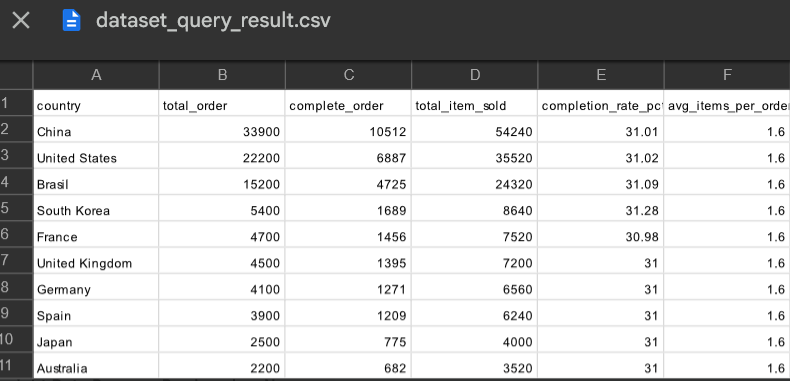 dataset_query_result.csv
A B C D E F
1 country total_order complete_order total_item_sold completion_rate_pc avg_items_per_orde
2 China 33900 10512 54240 31.01 1.6
3 United States 22200 6887 35520 31.02 1.6
4 Brasil 15200 4725 24320 31.09 1.6
5 South Korea 5400 1689 8640 31.28 1.6
6 France 4700 1456 7520 30.98 1.6
7 United Kingdom 4500 1395 7200 31 1.6
8 Germany 4100 1271 6560 31 1.6
9 Spain 3900 1209 6240 31 1.6
10 Japan 2500 775 4000 31 1.6
11 Australia 2200 682 3520 31 1.6